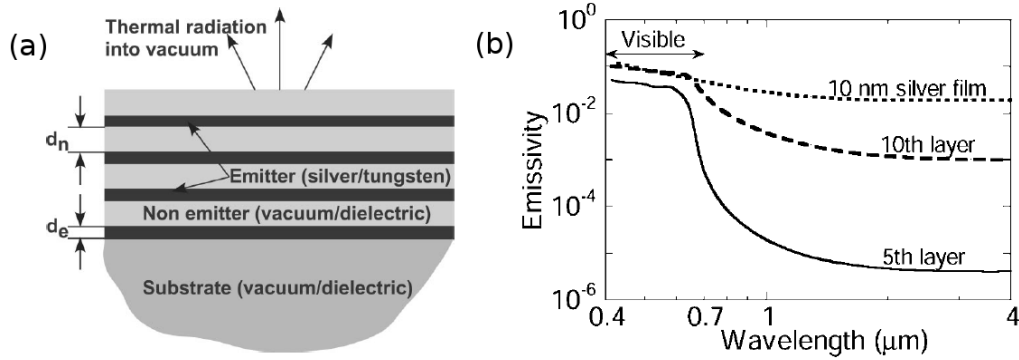 (a)
Thermal radiation
into vacuum
dn
Emitter (silver/tungsten)
Non emitter (vacuum/dielectric)
de
Substrate (vacuum/dielectric)
(b)
Emissivity
10^0
10^-2
10^-4
10^-6
Visible
10 nm silver film
10th layer
5th layer
0.4
0.7
1
4
Wavelength (μm)